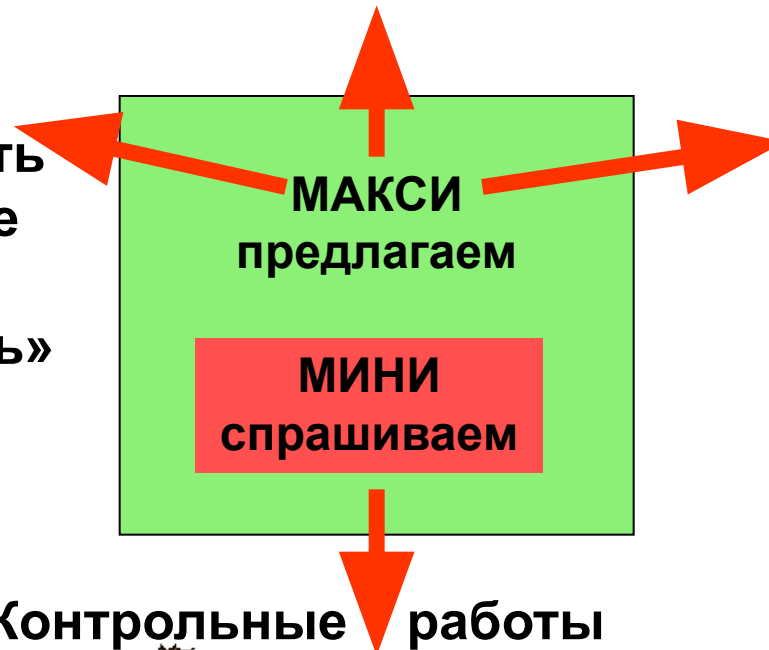 МАКСИ
предлагаем
МИНИ
спрашиваем
Контрольные работы